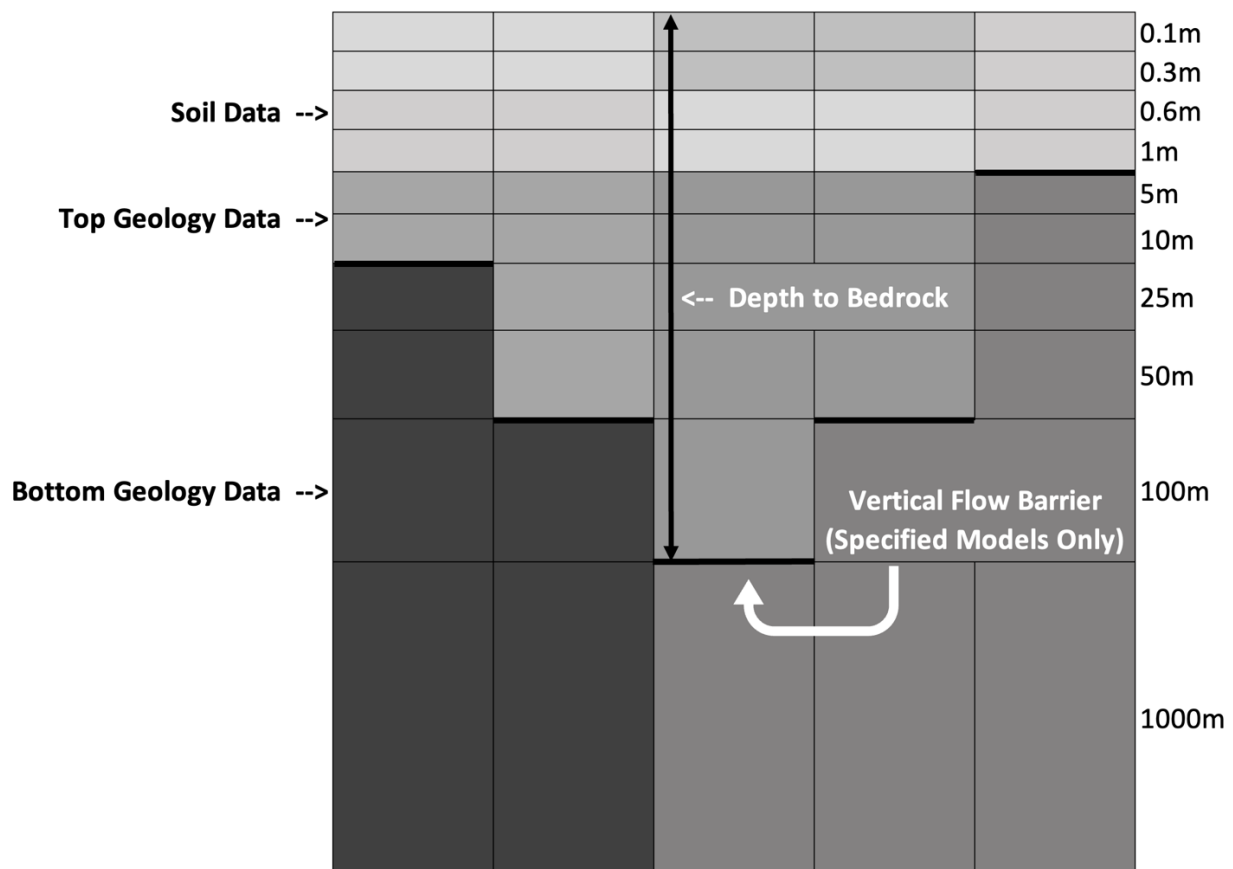 0.1m
0.3m
Soil Data -->
0.6m
1m
5m
Top Geology Data -->
10m
<-- Depth to Bedrock
25m
50m
Bottom Geology Data -->
Vertical Flow Barrier
(Specified Models Only)
100m
1000m